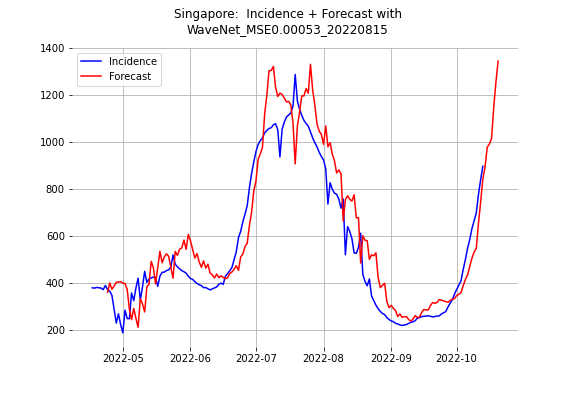 Singapore:  Incidence + Forecast with
WaveNet_MSE0.00053_20220815
Incidence
Forecast
1400
1200
1000
800
600
400
200
2022-05 2022-06 2022-07 2022-08 2022-09 2022-10